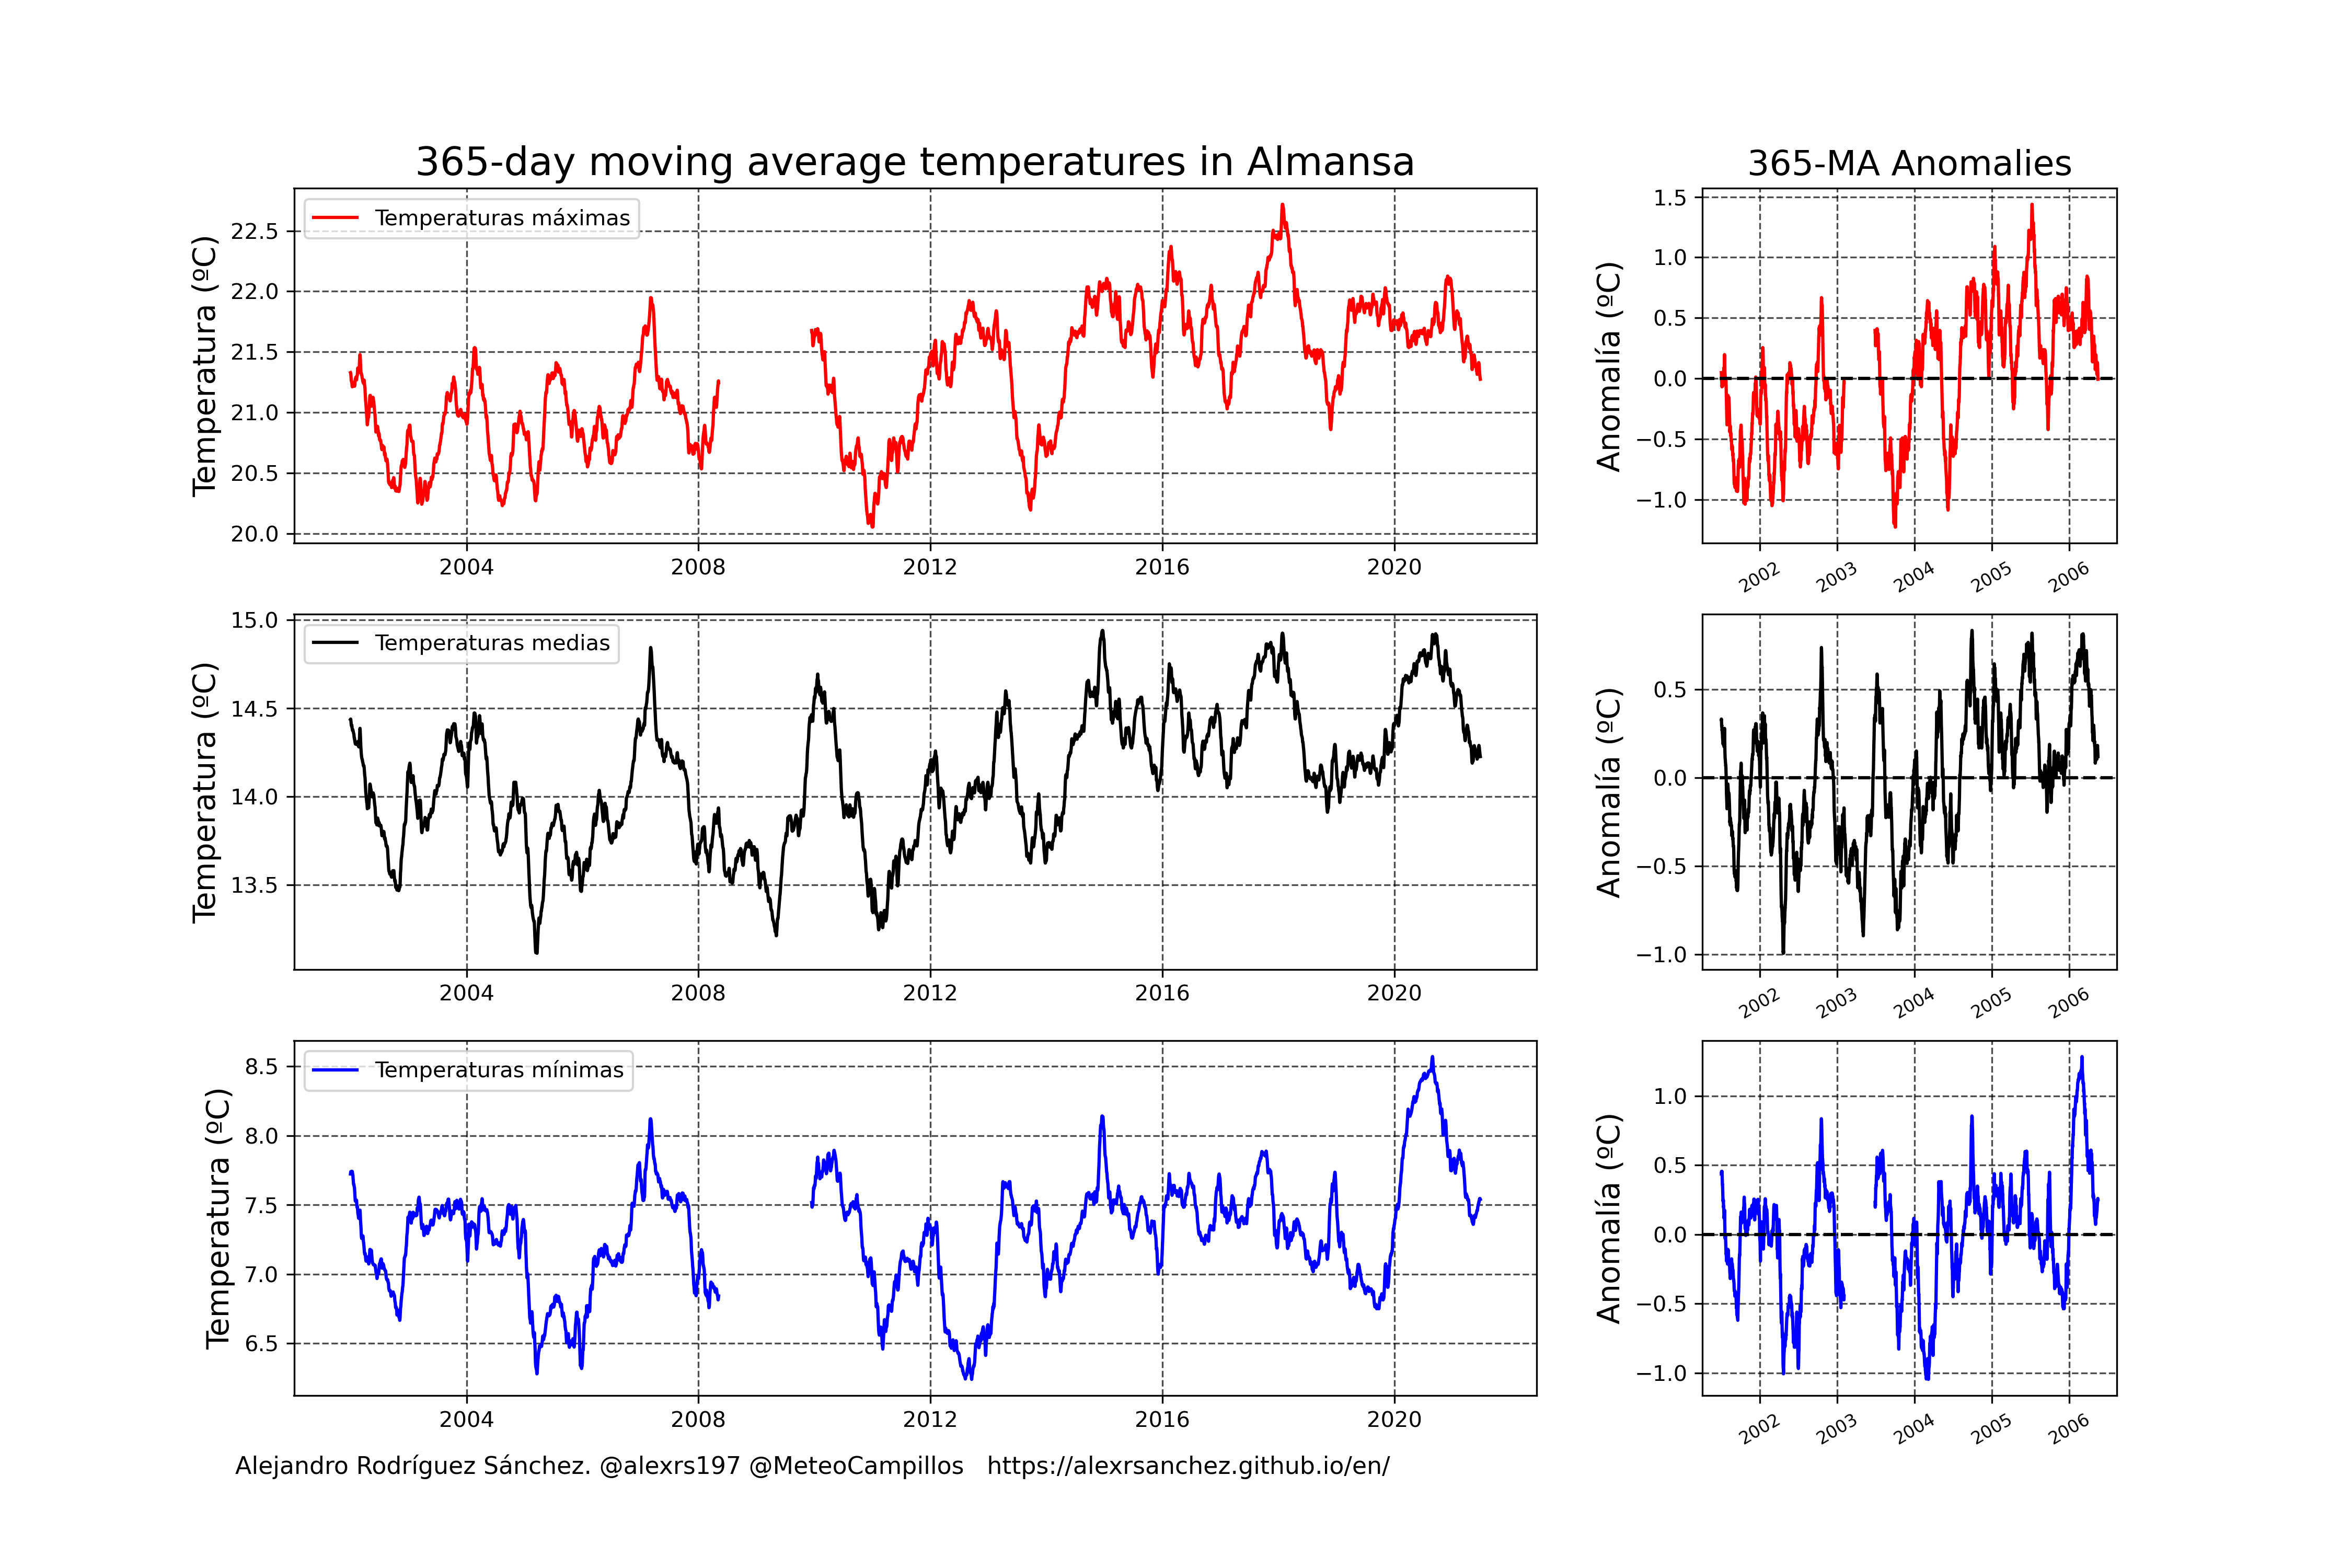 365-day moving average temperatures in Almansa
365-MA Anomalies
Temperatura (ºC)
22.5
22.0
21.5
21.0
20.5
20.0
Temperaturas máximas
2004 2008 2012 2016 2020
Anomalía (ºC)
1.5
1.0
0.5
0.0
−0.5
−1.0
2002 2003 2004 2005 2006
Temperatura (ºC)
15.0
14.5
14.0
13.5
Temperaturas medias
2004 2008 2012 2016 2020
Anomalía (ºC)
0.5
0.0
−0.5
−1.0
2002 2003 2004 2005 2006
Temperatura (ºC)
8.5
8.0
7.5
7.0
6.5
Temperaturas mínimas
2004 2008 2012 2016 2020
Anomalía (ºC)
1.0
0.5
0.0
−0.5
−1.0
2002 2003 2004 2005 2006
Alejandro Rodríguez Sánchez. @alexrs197 @MeteoCampillos https://alexrsanchez.github.io/en/